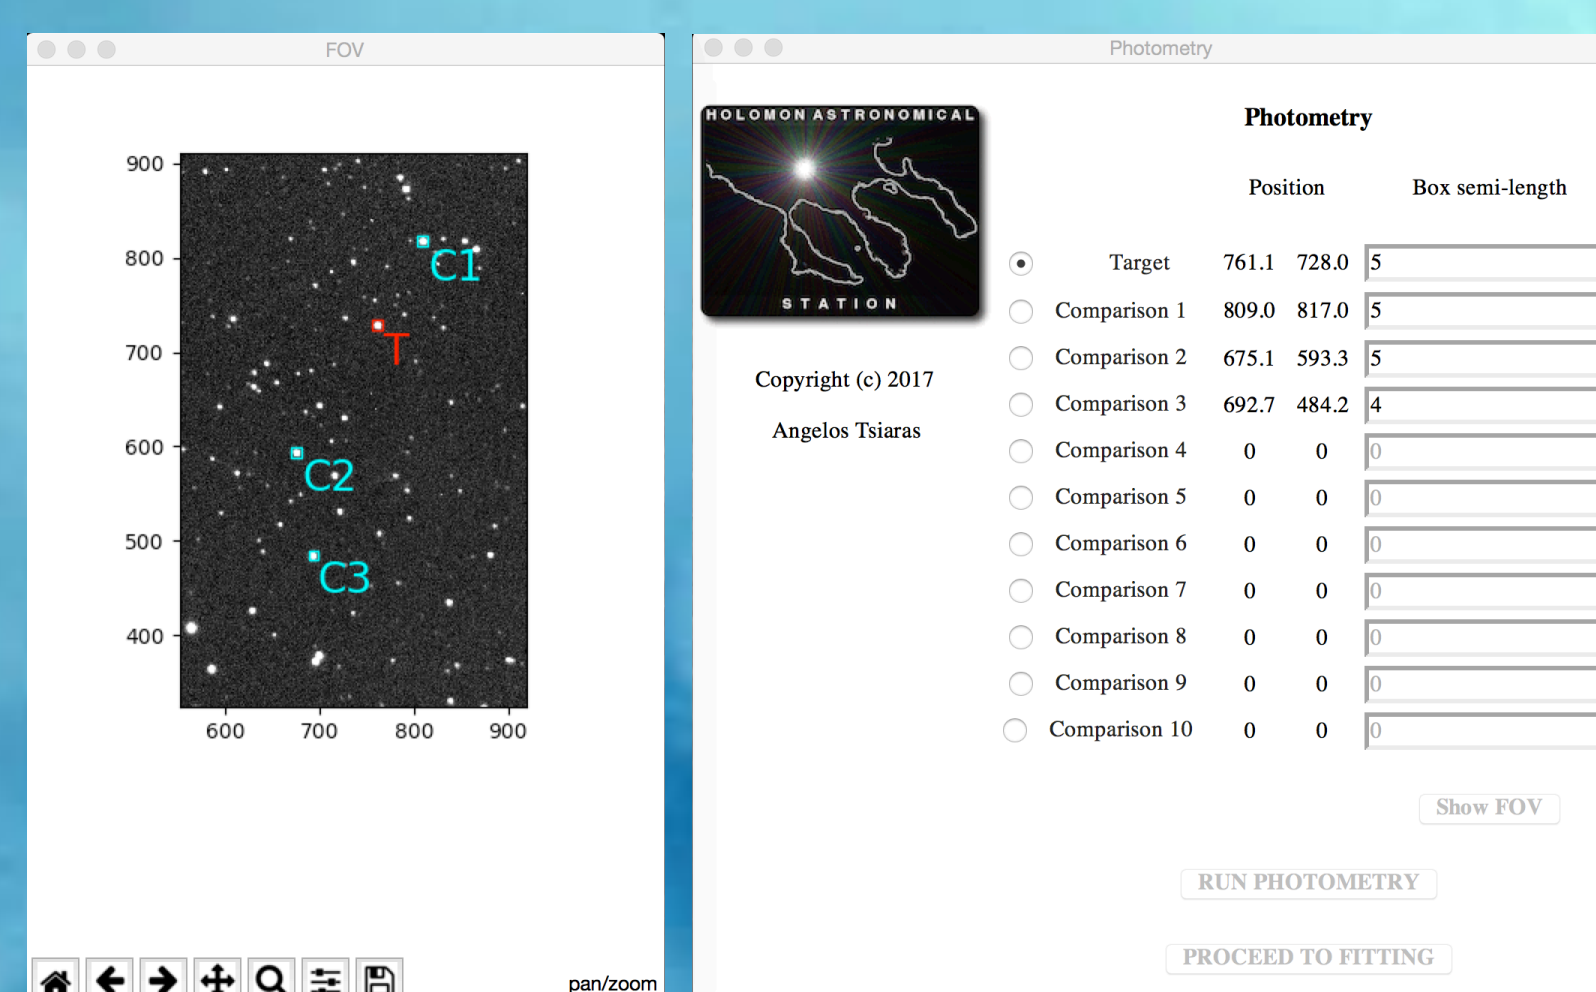 FOV
900
800
700
600
500
400
600
700
800
900
C1
T
C2
C3
pan/zoom
Photometry
HOLOMON ASTRONOMICAL
STATION
Copyright (c) 2017
Angelos Tsiaras
Photometry
Position Box semi-length
Target 761.1 728.0 5
Comparison 1 809.0 817.0 5
Comparison 2 675.1 593.3 5
Comparison 3 692.7 484.2 4
Comparison 4 0 0 0
Comparison 5 0 0 0
Comparison 6 0 0 0
Comparison 7 0 0 0
Comparison 8 0 0 0
Comparison 9 0 0 0
Comparison 10 0 0 0
Show FOV
RUN PHOTOMETRY
PROCEED TO FITTING